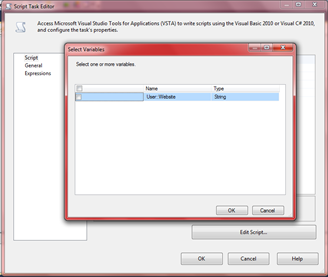 Script Task Editor
Access Microsoft Visual Studio Tools for Applications (VSTA) to write scripts using the Visual Basic 2010 or Visual C# 2010,
and configure the task's properties.
Script
General
Expressions
Select Variables
Select one or more variables.
Name Type
User::Website String
OK Cancel
Edit Script...
OK Cancel Help